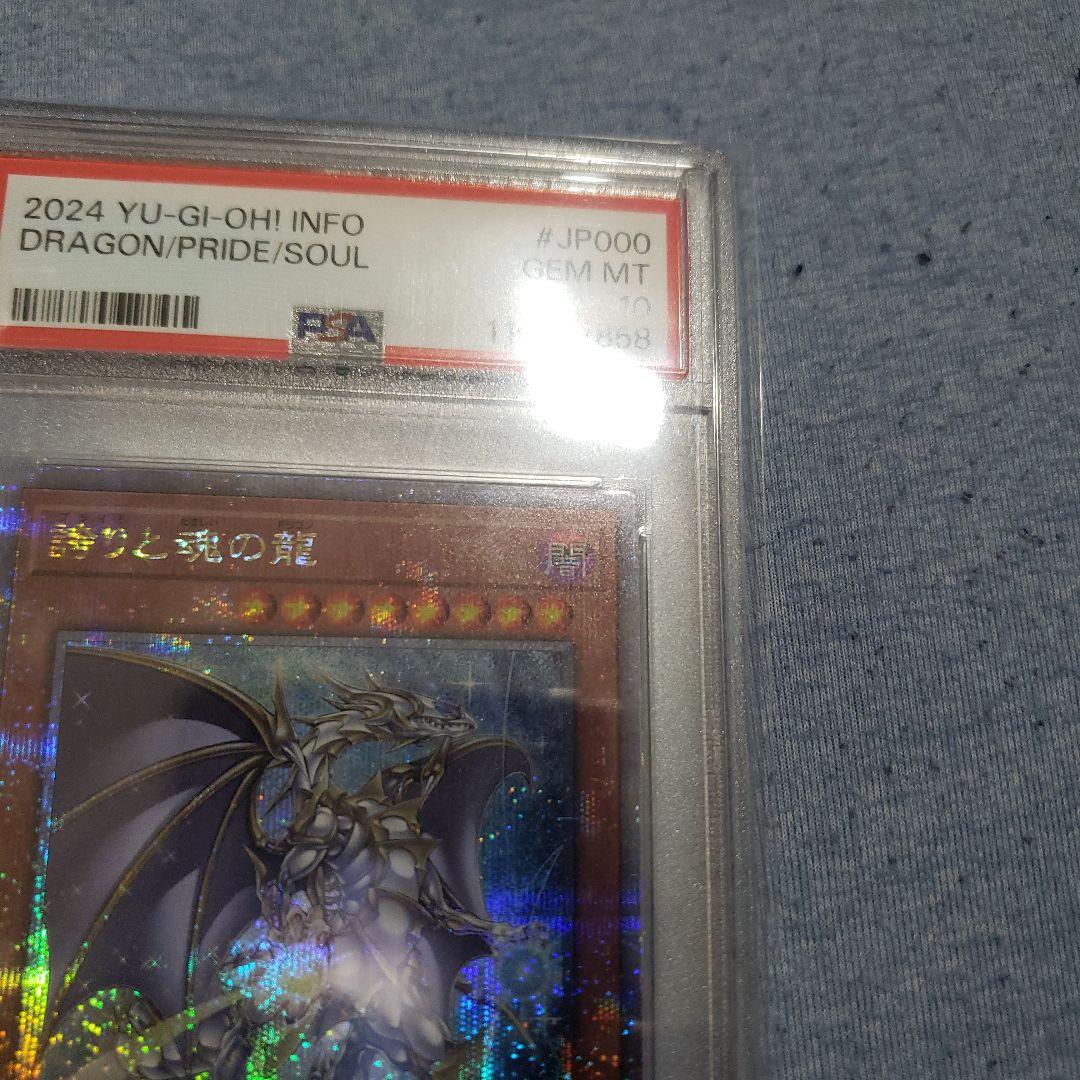 2024 YU-GI-OH! INFO
DRAGON/PRIDE/SOUL
#JP000
GEM MT
10
PSA
誇りと魂の龍
闇